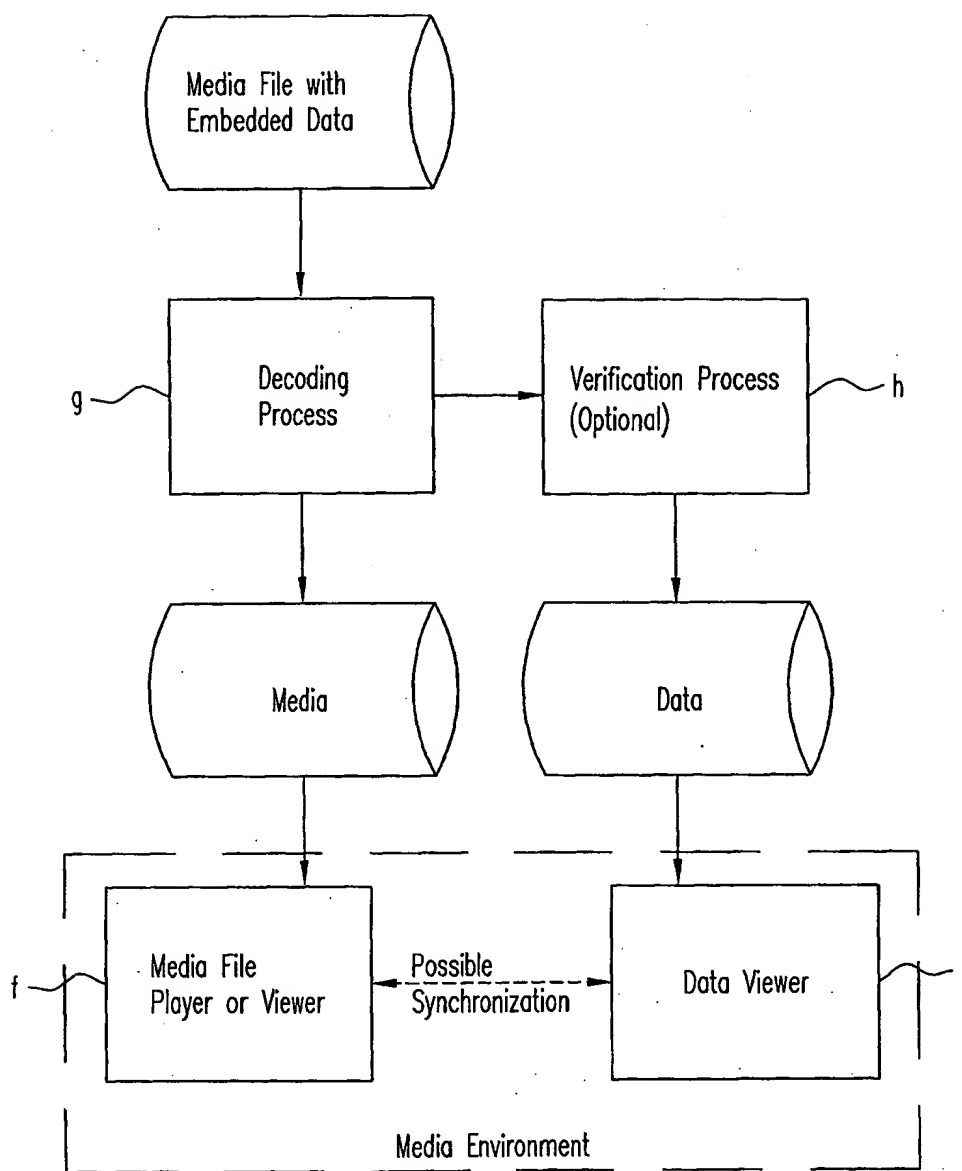 Media File with
Embedded Data
g
Decoding
Process
Verification Process
(Optional)
h
Media
Data
f
Media File
Player or Viewer
Possible
Synchronization
Data Viewer
Media Environment